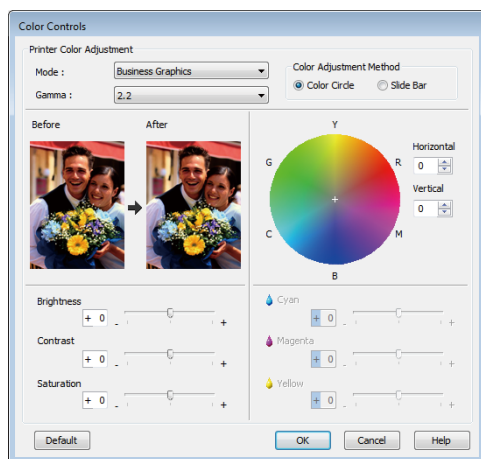 Color Controls
Printer Color Adjustment
Mode :
Business Graphics
Gamma :
2.2
Color Adjustment Method
Color Circle
Slide Bar
Before
After
Y
G
R
C
M
B
Horizontal
0
Vertical
0
Brightness
+ 0
- +
Contrast
+ 0
- +
Saturation
+ 0
- +
Cyan
+ 0
- +
Magenta
+ 0
- +
Yellow
+ 0
- +
Default
OK
Cancel
Help